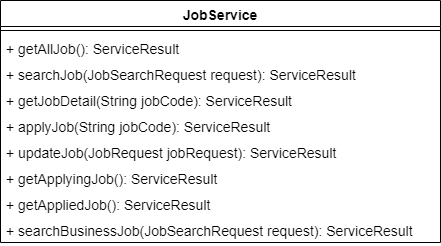 JobService
+ getAllJob(): ServiceResult
+ searchJob(JobSearchRequest request): ServiceResult
+ getJobDetail(String jobCode): ServiceResult
+ applyJob(String jobCode): ServiceResult
+ updateJob(JobRequest jobRequest): ServiceResult
+ getApplyingJob(): ServiceResult
+ getAppliedJob(): ServiceResult
+ searchBusinessJob(JobSearchRequest request): ServiceResult